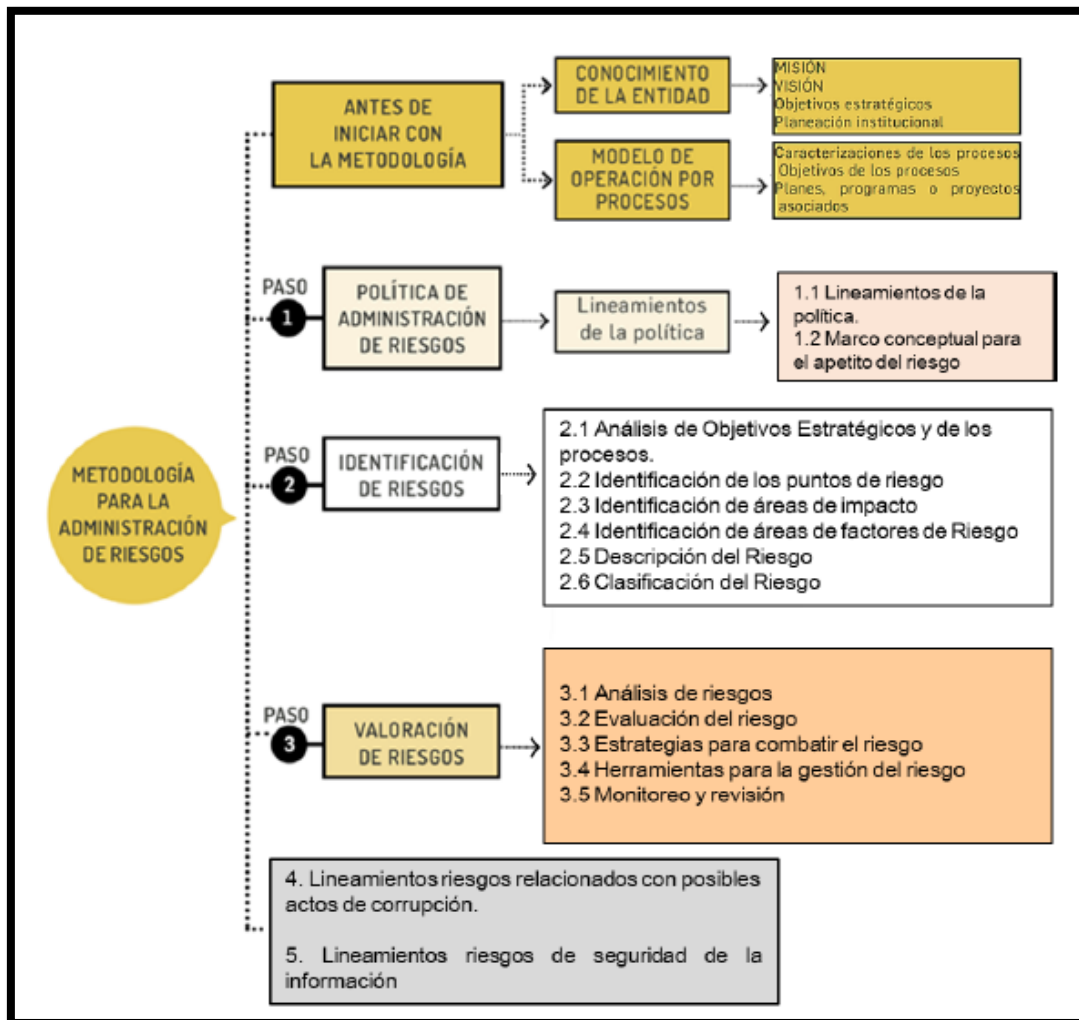 METODOLOGÍA
PARA LA
ADMINISTRACIÓN
DE RIESGOS
ANTES DE
INICIAR CON
LA METODOLOGÍA
CONOCIMIENTO
DE LA ENTIDAD
MISIÓN
VISIÓN
Objetivos estratégicos
Planeación institucional
MODELO DE
OPERACIÓN POR
PROCESOS
Caracterizaciones de los procesos
Objetivos de los procesos
Planes, programas o proyectos
asociados
PASO
1
POLÍTICA DE
ADMINISTRACIÓN
DE RIESGOS
Lineamientos
de la política
1.1 Lineamientos de la
política.
1.2 Marco conceptual para
el apetito del riesgo
PASO
2
IDENTIFICACIÓN
DE RIESGOS
2.1 Análisis de Objetivos Estratégicos y de los
procesos.
2.2 Identificación de los puntos de riesgo
2.3 Identificación de áreas de impacto
2.4 Identificación de áreas de factores de Riesgo
2.5 Descripción del Riesgo
2.6 Clasificación del Riesgo
PASO
3
VALORACIÓN
DE RIESGOS
3.1 Análisis de riesgos
3.2 Evaluación del riesgo
3.3 Estrategias para combatir el riesgo
3.4 Herramientas para la gestión del riesgo
3.5 Monitoreo y revisión
4. Lineamientos riesgos relacionados con posibles
actos de corrupción.
5. Lineamientos riesgos de seguridad de la
información